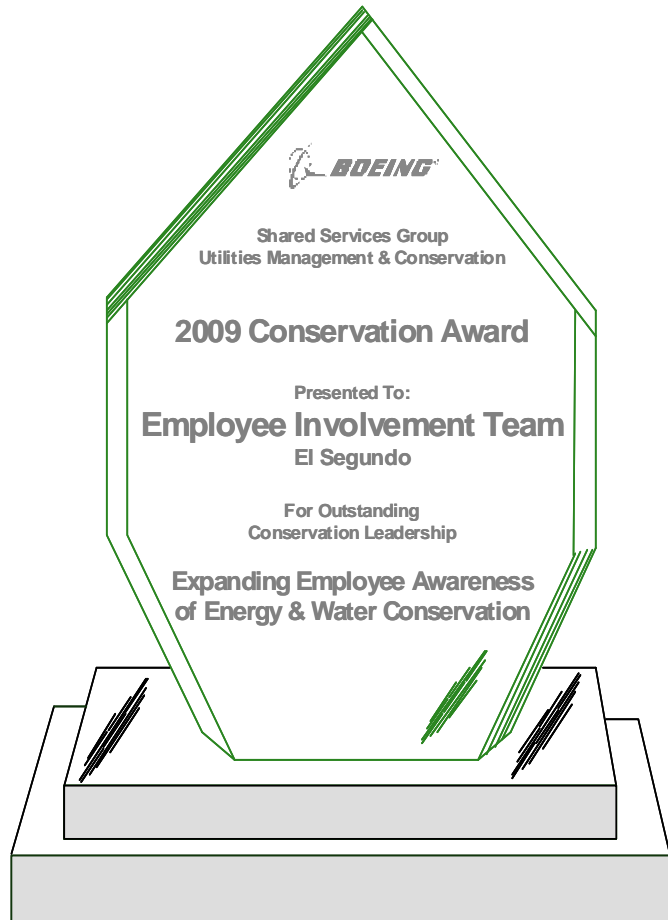 BOEING
Shared Services Group
Utilities Management & Conservation
2009 Conservation Award
Presented To:
Employee Involvement Team
El Segundo
For Outstanding
Conservation Leadership
Expanding Employee Awareness
of Energy & Water Conservation